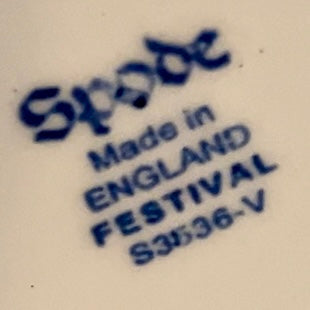 Spode
Made in
ENGLAND
FESTIVAL
S3536-V